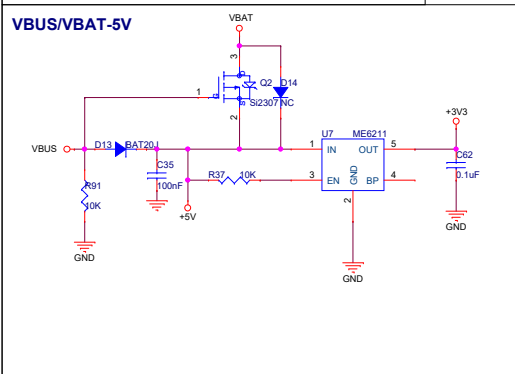 VBUS/VBAT-5V
VBAT
3
D
Q2
D14
1
G
S
Si2307
NC
2
+3V3
U7
ME6211
VBUS
D13
BAT20J
1
IN
OUT
5
C35
100nF
R37
10K
3
EN
GND
BP
4
C62
0.1uF
R91
10K
+5V
2
GND
GND
GND